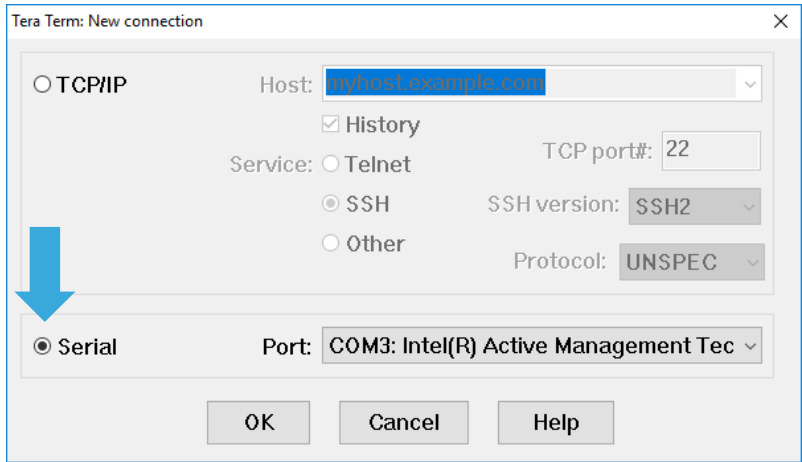 Tera Term: New connection
TCP/IP
Host: myhost.example.com
History
Service: Telnet
TCP port#: 22
SSH
SSH version: SSH2
Other
Protocol: UNSPEC
Serial
Port: COM3: Intel(R) Active Management Tec
OK Cancel Help